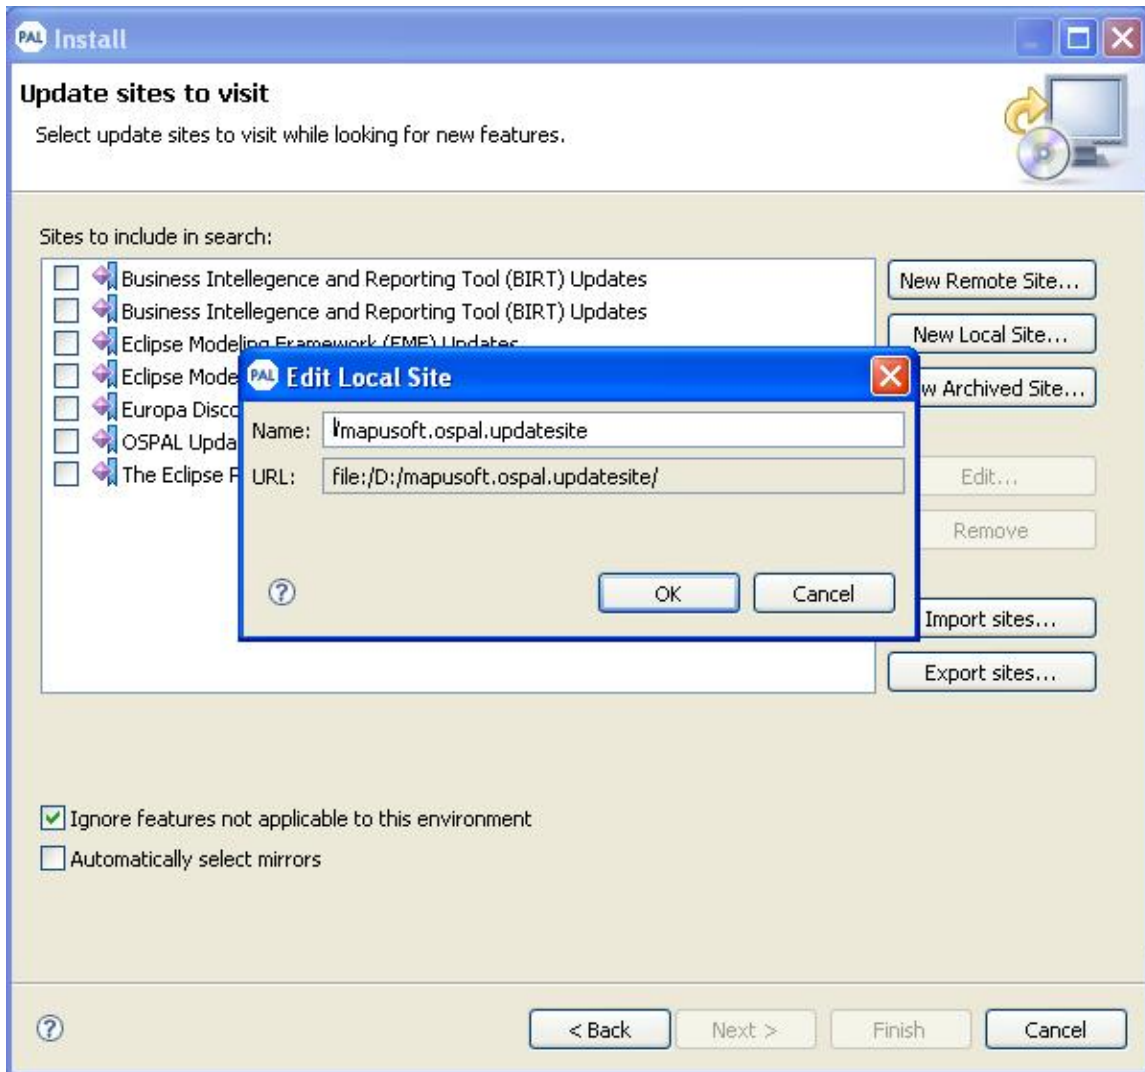 PAL Install
Update sites to visit
Select update sites to visit while looking for new features.
Sites to include in search:
Business Intellegence and Reporting Tool (BIRT) Updates
Business Intellegence and Reporting Tool (BIRT) Updates
Eclipse Modeling Framework (EMF) Updates
Eclipse Mode
Europa Disco
OSPAL Upda
The Eclipse P
New Remote Site...
New Local Site...
w Archived Site...
Edit...
Remove
Import sites...
Export sites...
PAL Edit Local Site
Name: /mapusoft.ospal.updatesite
URL: file:/D:/mapusoft.ospal.updatesite/
? OK Cancel
Ignore features not applicable to this environment
Automatically select mirrors
? < Back Next > Finish Cancel